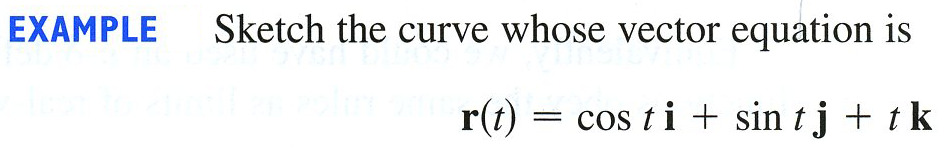 EXAMPLE Sketch the curve whose vector equation is
r(t) = cos t i + sin t j + t k